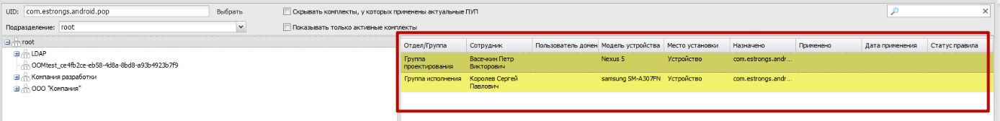 UID: com.estrongs.android.pop Выбрать Скрывать комплекты, у которых применены актуальные ПУП
Подразделение: root Показывать только активные комплекты
root
LDAP
OOMtest_ce4fb2ce-eb58-4d8a-8bd8-a93b4923b7f9
Компания разработки
ООО "Компания"
Отдел/Группа Сотрудник Пользователь домен Модель устройства Место установки Назначено Применено Дата применения Статус правила
Группа проектирования Васечкин Петр Викторович Nexus 5 Устройство com.estrongs.andr...
Группа исполнения Королев Сергей Павлович samsung SM-A307FN Устройство com.estrongs.andr...